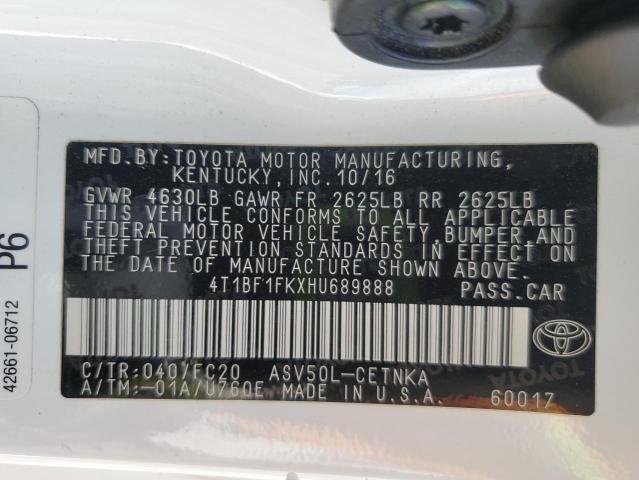 MFD.BY:TOYOTA MOTOR MANUFACTURING,
KENTUCKY, INC. 10/16
GVWR 4630LB GAWR FR 2625LB RR 2625LB
THIS VEHICLE CONFORMS TO ALL APPLICABLE
FEDERAL MOTOR VEHICLE SAFETY, BUMPER, AND
THEFT PREVENTION STANDARDS IN EFFECT ON
THE DATE OF MANUFACTURE SHOWN ABOVE.
4T1BF1FKXHU689888 PASS.CAR
C/TR:040/FC20 ASV50L-CETNKA
A/TM:-01A/U760E MADE IN U.S.A. 60017
TOYOTA
P6
42661-06712